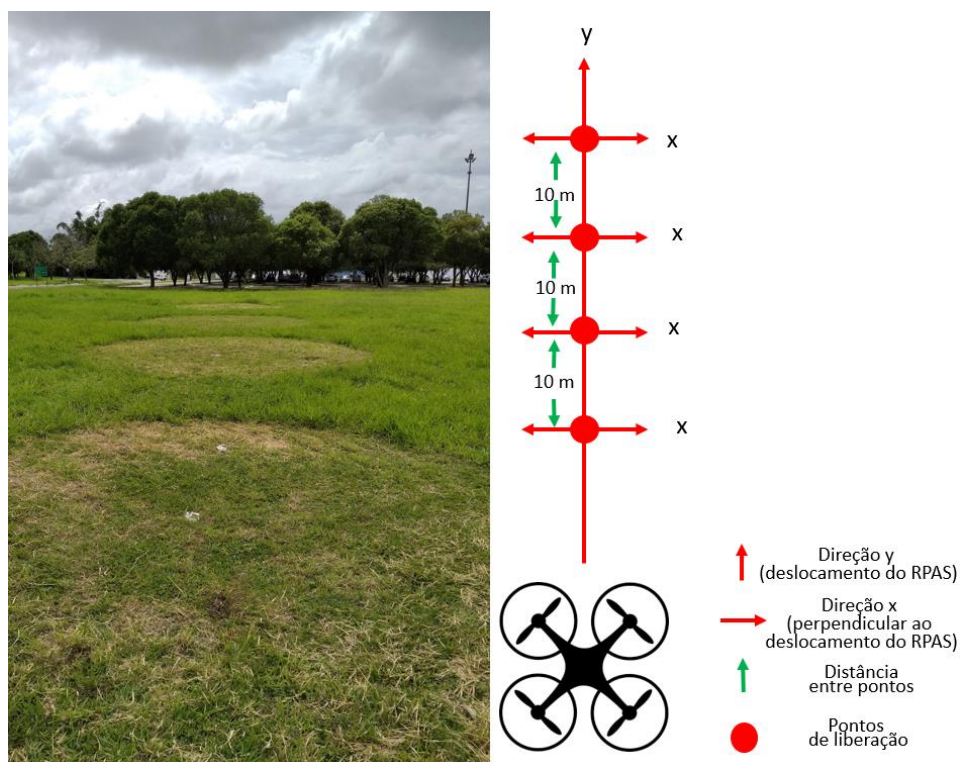 y
x
10 m
x
10 m
x
10 m
x
Direção y
(deslocamento do RPAS)
Direção x
(perpendicular ao
deslocamento do RPAS)
Distância
entre pontos
Pontos
de liberação